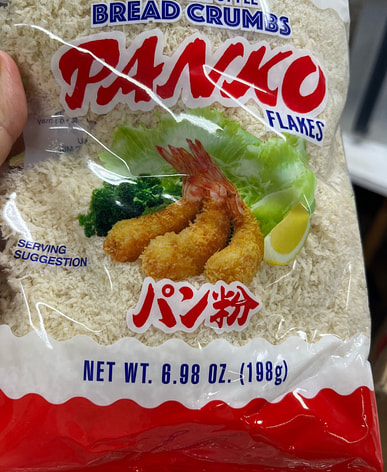 BREAD CRUMBS
PANKO
FLAKES
SERVING
SUGGESTION
パン粉
NET WT. 6.98 OZ. (198g)